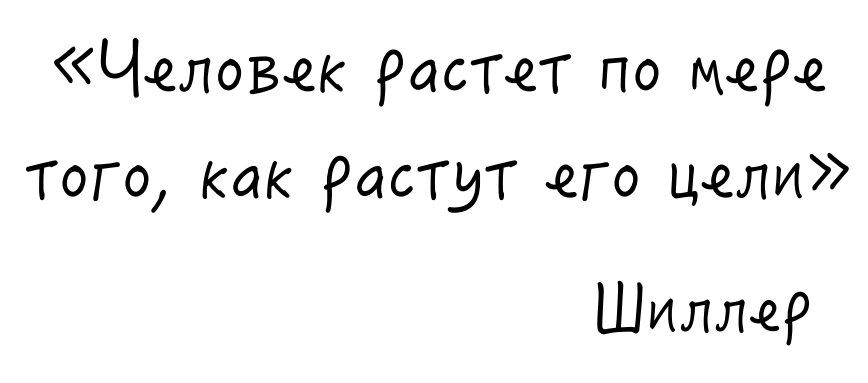 «Человек растет по мере
того, как растут его цели»
Шиллер